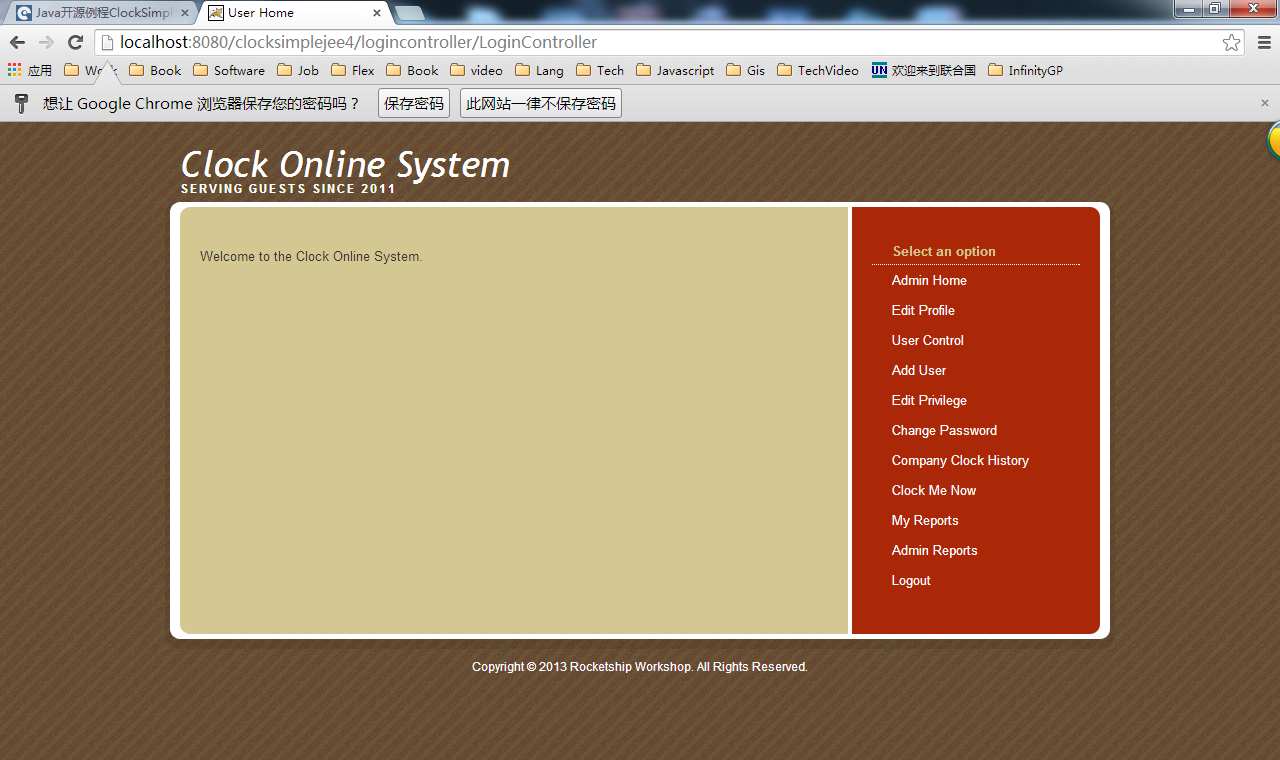 Java开源例程ClockSimpl
User Home
localhost:8080/clocksimplejee4/logincontroller/LoginController
应用 Work Book Software Job Flex Book video Lang Tech Javascript Gis TechVideo UN 欢迎来到联合国 InfinityGP
想让 Google Chrome 浏览器保存您的密码吗？ 保存密码 此网站一律不保存密码
Clock Online System
SERVING GUESTS SINCE 2011
Welcome to the Clock Online System.
Select an option
Admin Home
Edit Profile
User Control
Add User
Edit Privilege
Change Password
Company Clock History
Clock Me Now
My Reports
Admin Reports
Logout
Copyright © 2013 Rocketship Workshop. All Rights Reserved.